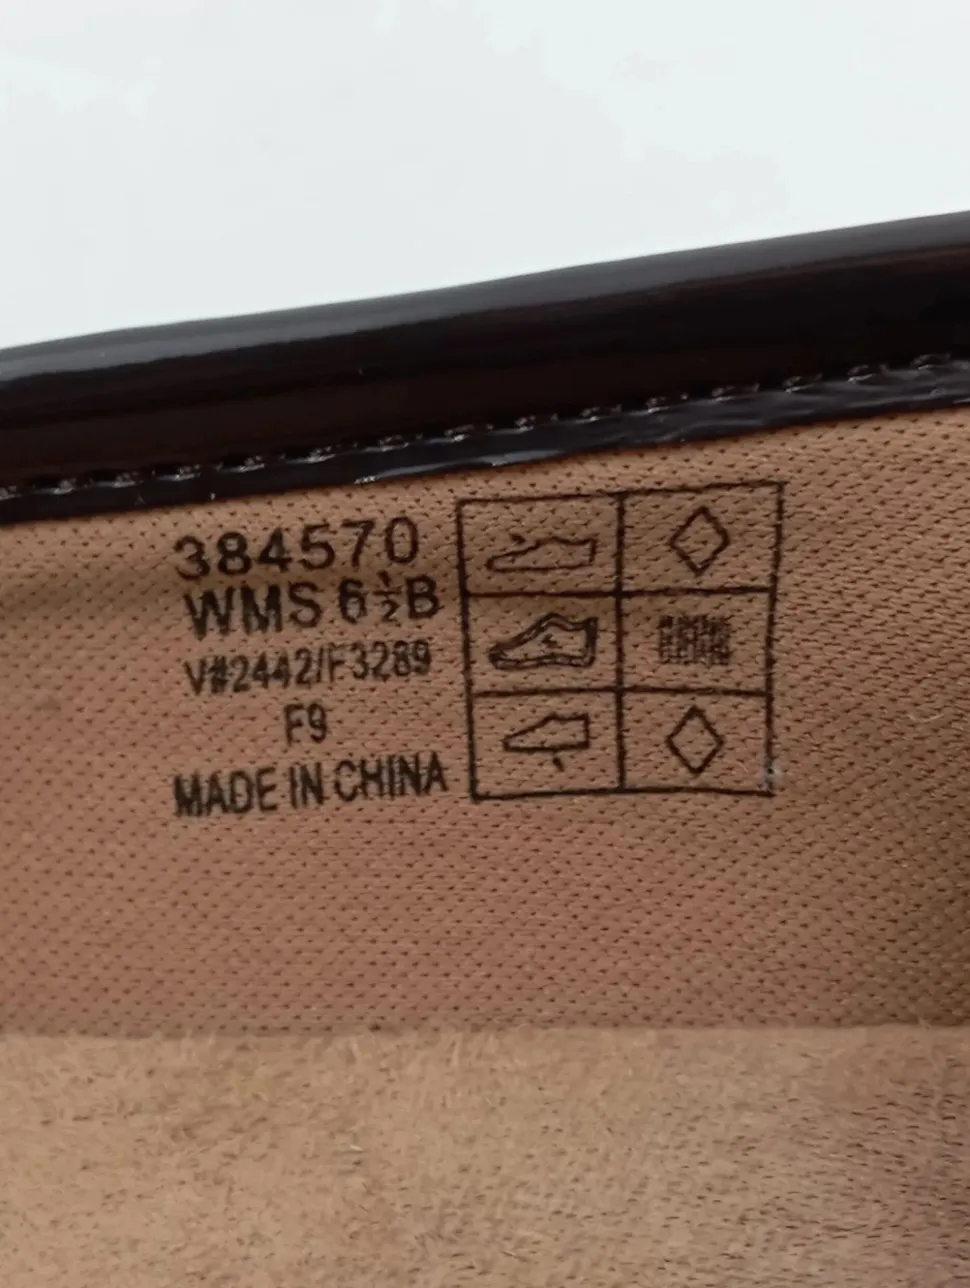 384570
WMS 6½B
V#2442/F3289
F9
MADE IN CHINA